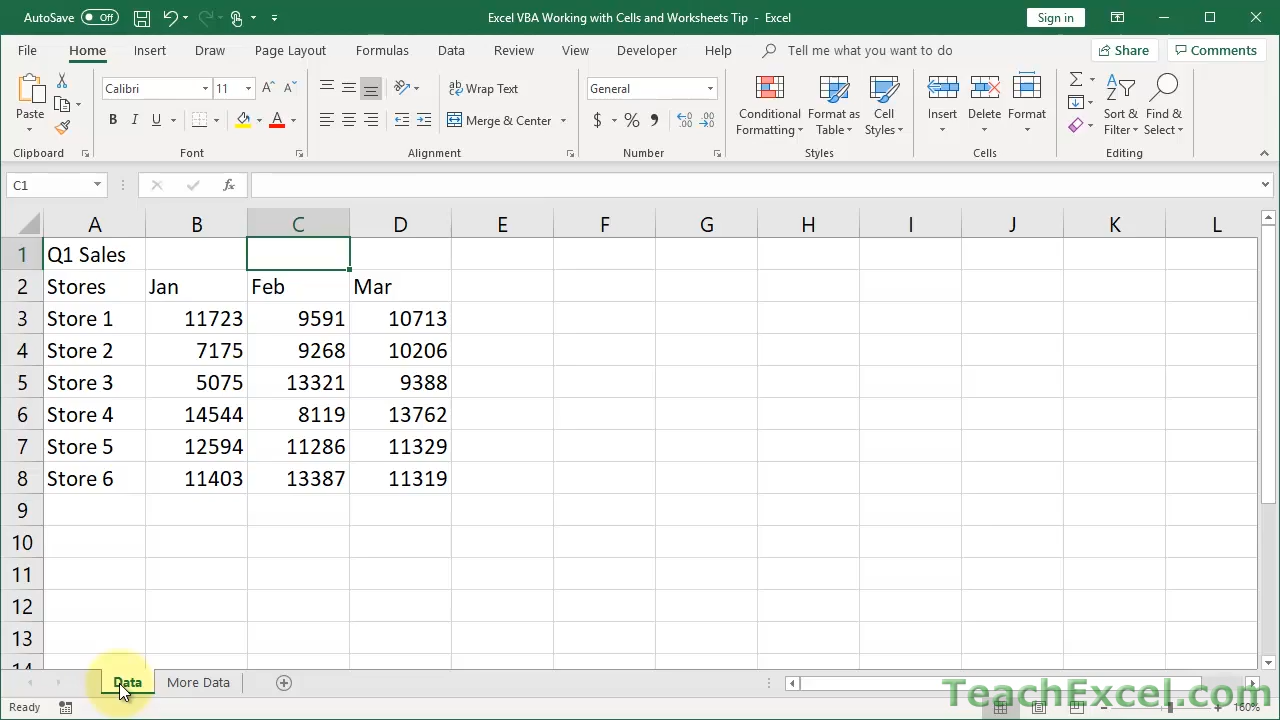 AutoSave Off Excel VBA Working with Cells and Worksheets Tip - Excel Sign in
File Home Insert Draw Page Layout Formulas Data Review View Developer Help Tell me what you want to do Share Comments
Paste
Clipboard
Calibri 11
B I U A
Font
Wrap Text
Merge & Center
Alignment
General
$ % ,
Number
Conditional Formatting
Format as Table
Cell Styles
Styles
Insert Delete Format
Cells
Sort & Filter
Find & Select
Editing
C1 fx
A B C D E F G H I J K L
1 Q1 Sales
2 Stores Jan Feb Mar
3 Store 1 11723 9591 10713
4 Store 2 7175 9268 10206
5 Store 3 5075 13321 9388
6 Store 4 14544 8119 13762
7 Store 5 12594 11286 11329
8 Store 6 11403 13387 11319
9
10
11
12
13
14
Data More Data
TeachExcel.com
Ready 160%